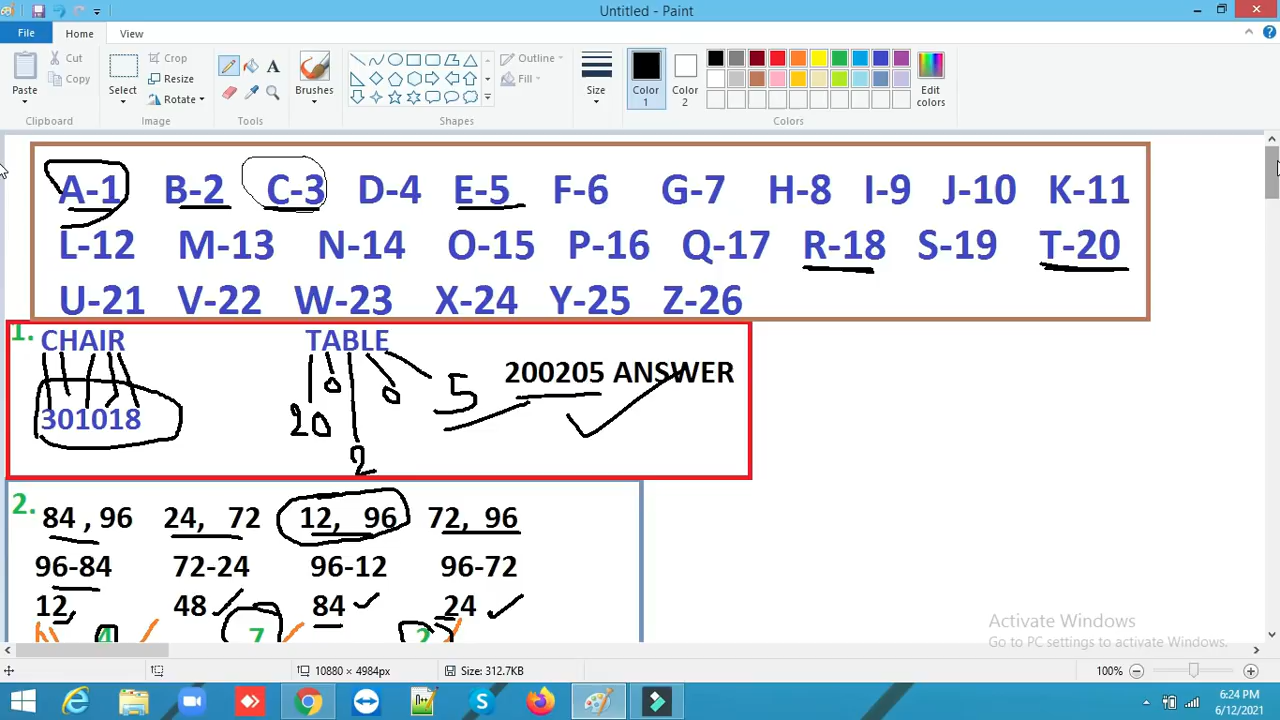 Untitled - Paint
File Home View
Paste
Cut
Copy
Clipboard
Select
Crop
Resize
Rotate
Image
Tools
Brushes
Outline
Fill
Shapes
Size
Color 1
Color 2
Edit colors
Colors
A-1 B-2 C-3 D-4 E-5 F-6 G-7 H-8 I-9 J-10 K-11
L-12 M-13 N-14 O-15 P-16 Q-17 R-18 S-19 T-20
U-21 V-22 W-23 X-24 Y-25 Z-26
1. CHAIR TABLE
200205 ANSWER
0 0 5
301018 20
2
2. 84 , 96 24, 72 12, 96 72, 96
96-84 72-24 96-12 96-72
12 48 84 24
4 7 2
Activate Windows
Go to PC settings to activate Windows.
10880 × 4984px Size: 312.7KB 100%
6:24 PM
6/12/2021